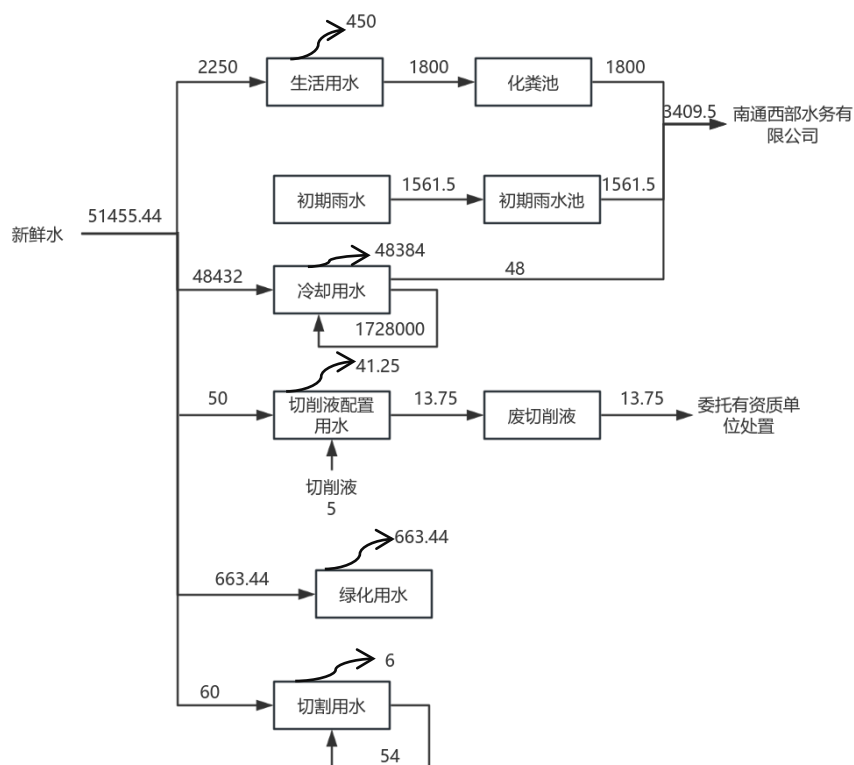 450
2250
生活用水
1800
化粪池
1800
3409.5
南通西部水务有
限公司
初期雨水
1561.5
初期雨水池
1561.5
51455.44
新鲜水
48384
48432
冷却用水
48
1728000
41.25
50
切削液配置
用水
13.75
废切削液
13.75
委托有资质单
位处置
切削液
5
663.44
663.44
绿化用水
6
60
切割用水
54